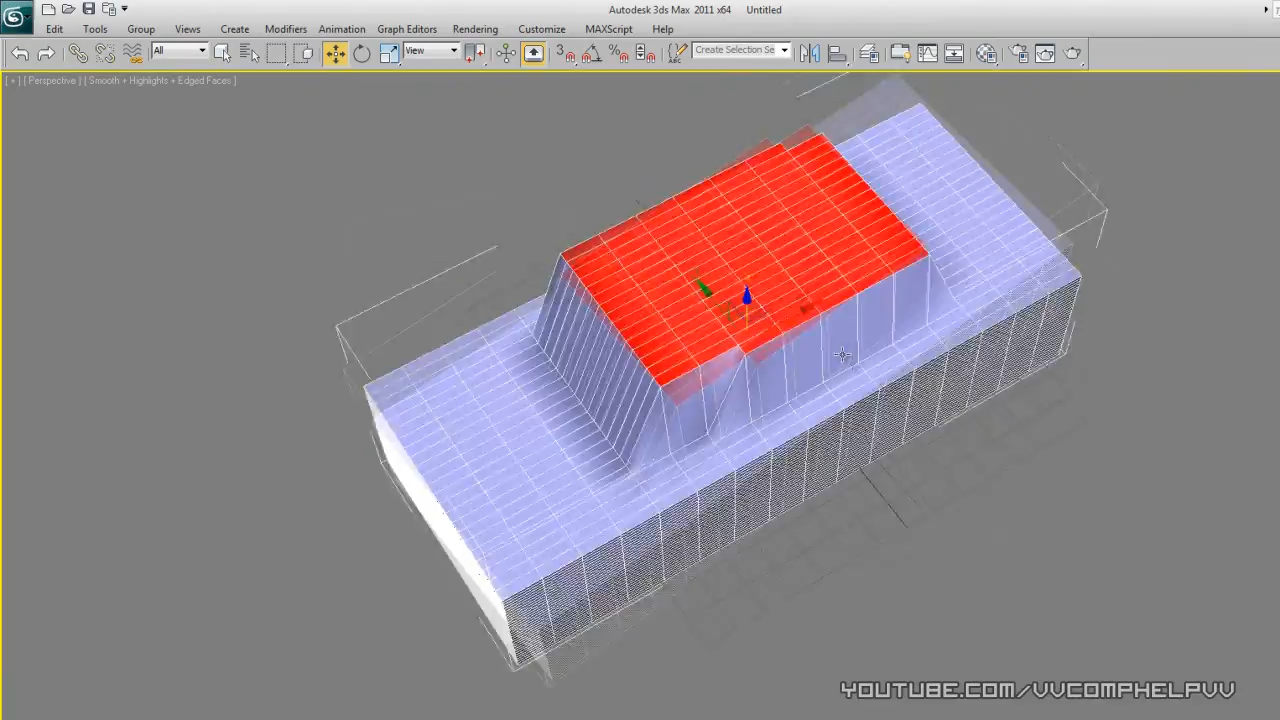 Autodesk 3ds Max 2011 x64 Untitled
Edit Tools Group Views Create Modifiers Animation Graph Editors Rendering Customize MAXScript Help
All View 3 Create Selection Se
[ + ] [ Perspective ] [ Smooth + Highlights + Edged Faces ]
YOUTUBE.COM/VVCOMPHELPVV